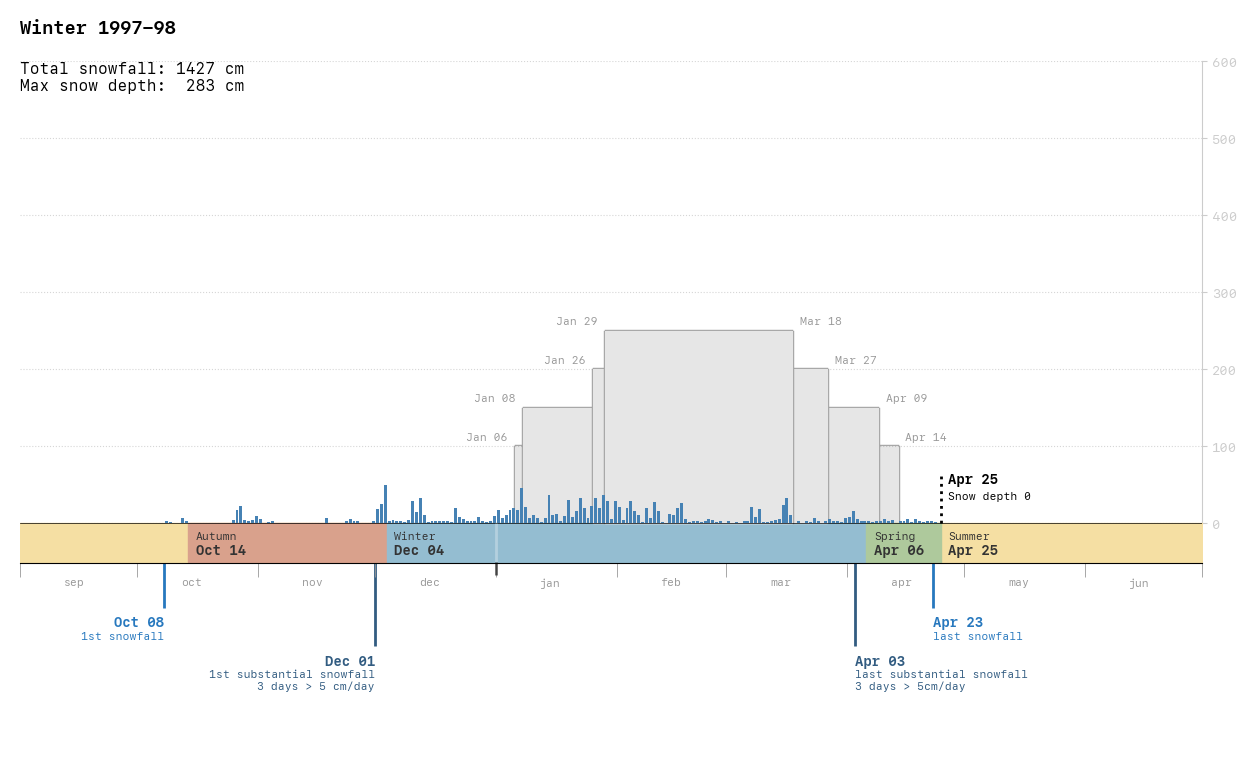 Winter 1997–98
Total snowfall: 1427 cm
Max snow depth: 283 cm
600
500
400
300
200
100
0
Jan 29
Mar 18
Jan 26
Mar 27
Jan 08
Apr 09
Jan 06
Apr 14
Apr 25
Snow depth 0
Autumn
Oct 14
Winter
Dec 04
Spring
Apr 06
Summer
Apr 25
sep
oct
nov
dec
jan
feb
mar
apr
may
jun
Oct 08
1st snowfall
Apr 23
last snowfall
Dec 01
1st substantial snowfall
3 days > 5 cm/day
Apr 03
last substantial snowfall
3 days > 5cm/day